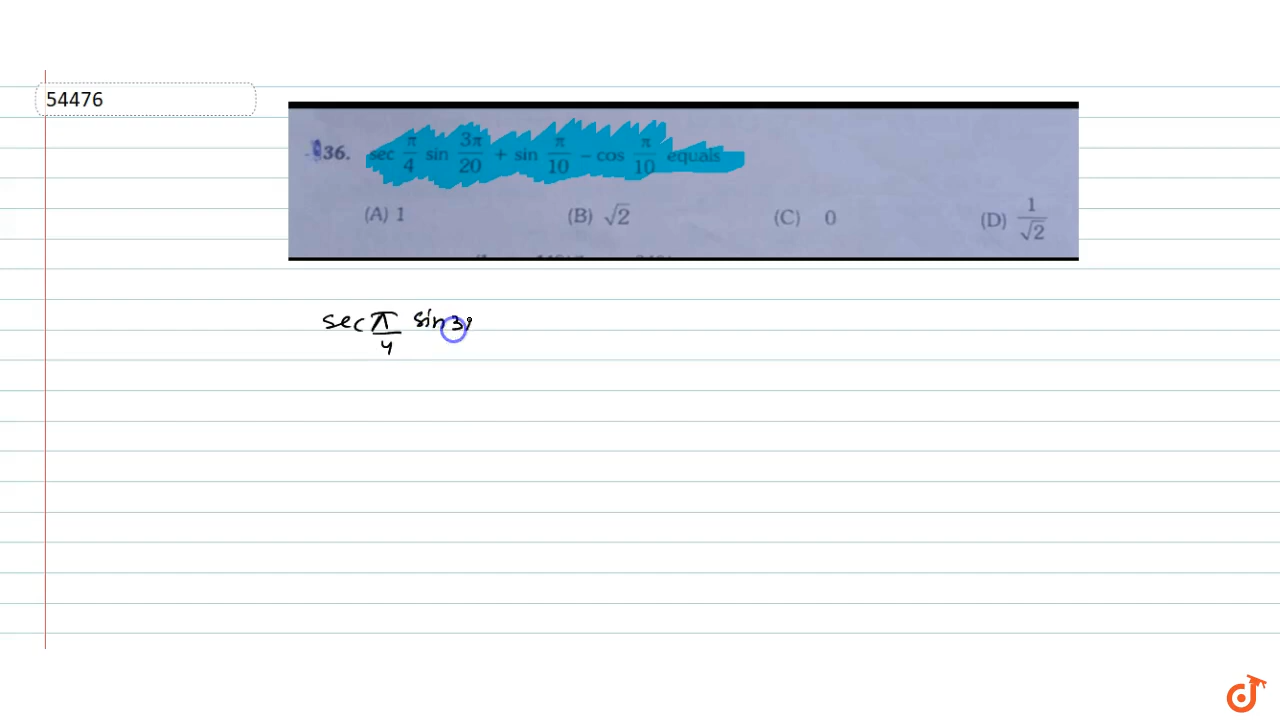 54476
36. sec π/4 sin 3π/20 + sin π/10 − cos π/10 equals
(A) 1 (B) √2 (C) 0 (D) 1/√2
sec π/4 sin 3